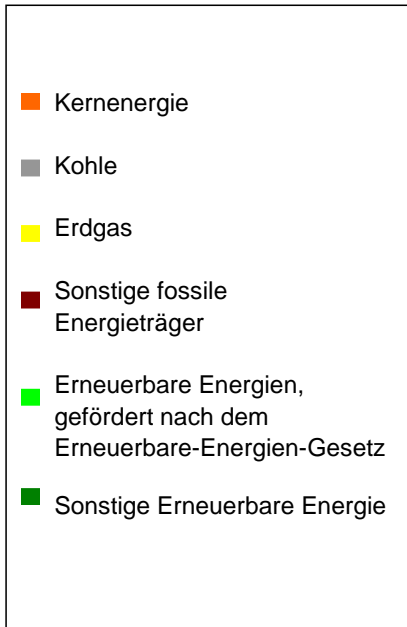 Kernenergie
Kohle
Erdgas
Sonstige fossile
Energieträger
Erneuerbare Energien,
gefördert nach dem
Erneuerbare-Energien-Gesetz
Sonstige Erneuerbare Energie